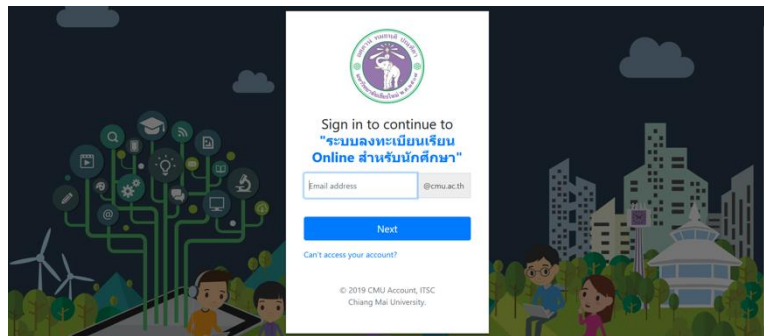 Sign in to continue to
"ระบบลงทะเบียนเรียน
Online สำหรับนักศึกษา"
Email address
@cmu.ac.th
Next
Can't access your account?
© 2019 CMU Account, ITSC
Chiang Mai University.